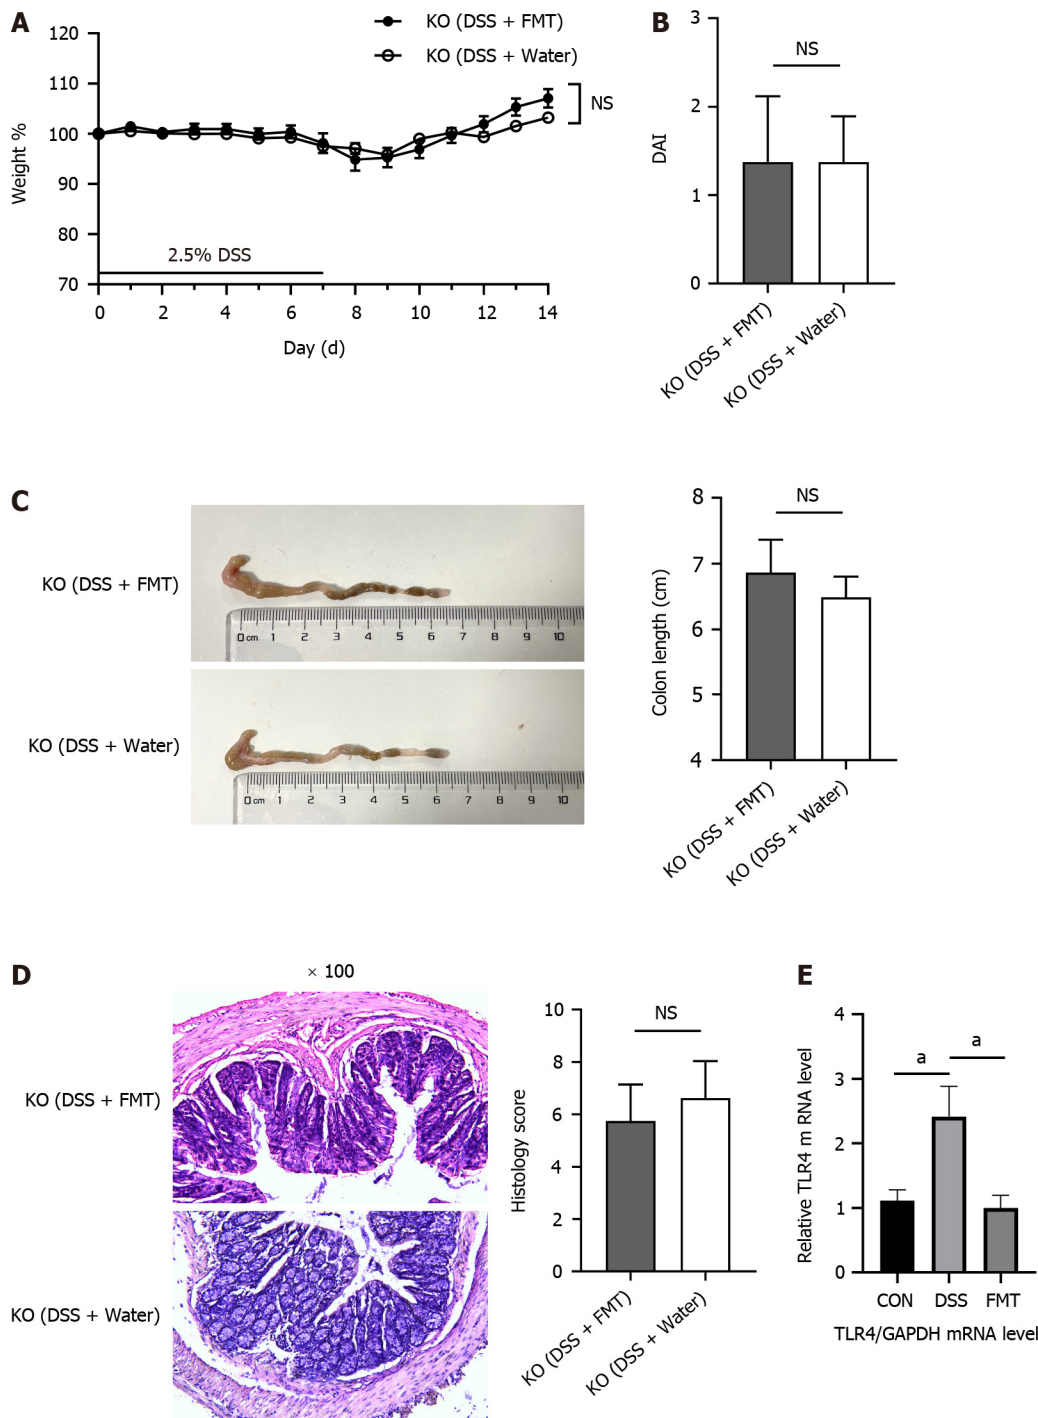 A
KO (DSS + FMT)
KO (DSS + Water)
120
110
100
90
80
70
Weight %
NS
2.5% DSS
0 2 4 6 8 10 12 14
Day (d)
B
3
2
1
0
DAI
NS
KO (DSS + FMT)
KO (DSS + Water)
C
KO (DSS + FMT)
0 cm 1 2 3 4 5 6 7 8 9 10
KO (DSS + Water)
0 cm 1 2 3 4 5 6 7 8 9 10
8
7
6
5
4
Colon length (cm)
NS
KO (DSS + FMT)
KO (DSS + Water)
D
× 100
KO (DSS + FMT)
KO (DSS + Water)
10
8
6
4
2
0
Histology score
NS
KO (DSS + FMT)
KO (DSS + Water)
E
4
3
2
1
0
Relative TLR4 m RNA level
a
a
CON DSS FMT
TLR4/GAPDH mRNA level